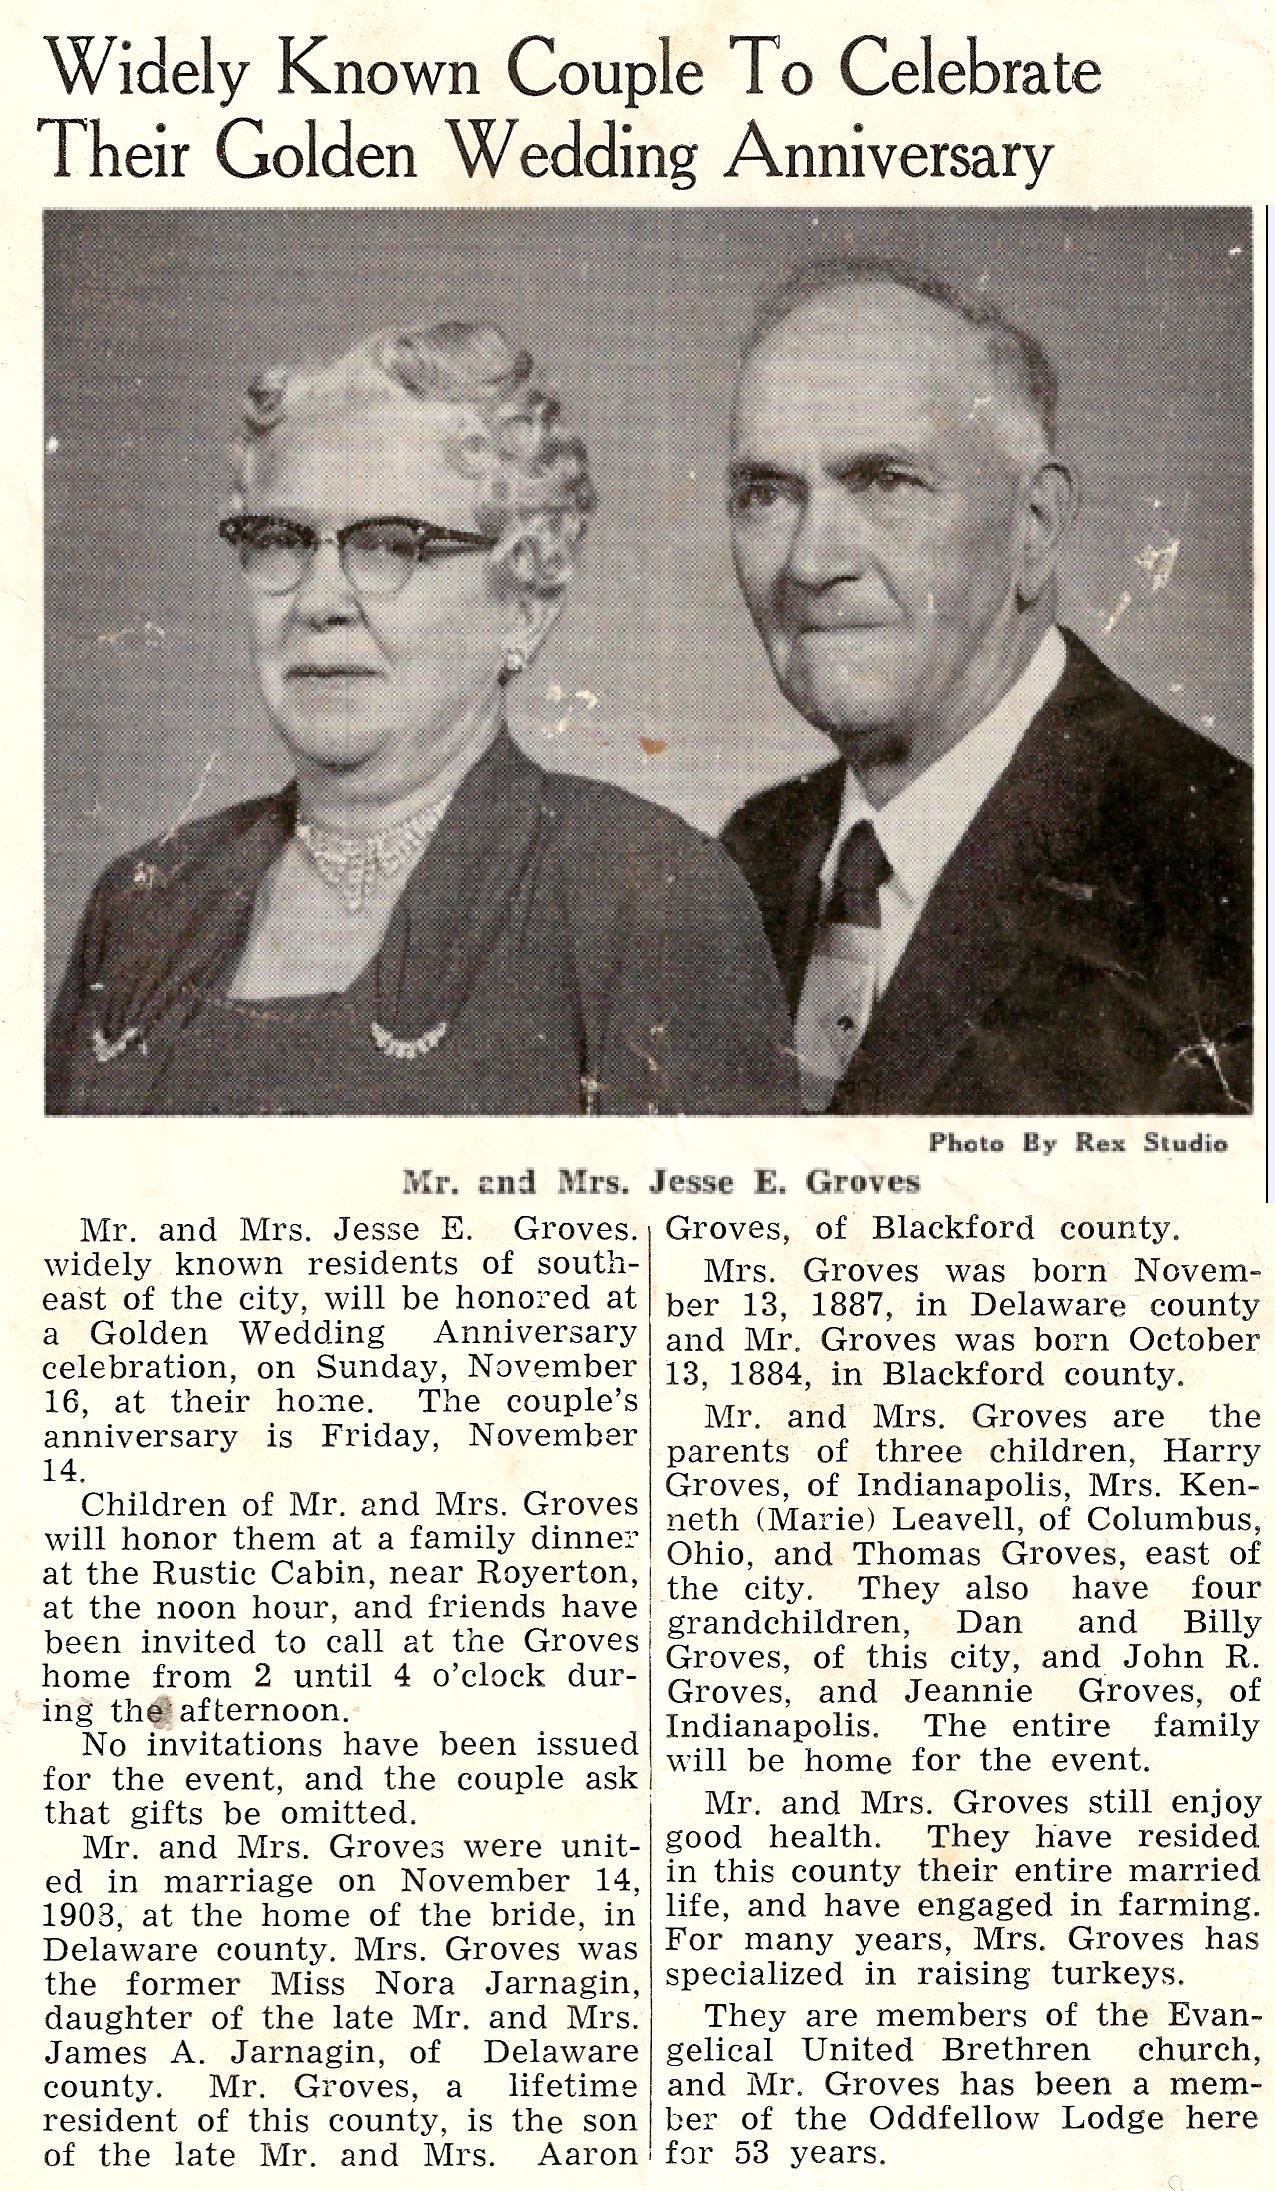 Widely Known Couple To Celebrate
Their Golden Wedding Anniversary
Photo By Rex Studio
Mr. and Mrs. Jesse E. Groves
Mr. and Mrs. Jesse E. Groves.
widely known residents of south-
east of the city, will be honored at
a Golden Wedding Anniversary
celebration, on Sunday, November
16, at their home. The couple's
anniversary is Friday, November
14.
Children of Mr. and Mrs. Groves
will honor them at a family dinner
at the Rustic Cabin, near Royerton,
at the noon hour, and friends have
been invited to call at the Groves
home from 2 until 4 o'clock dur-
ing the afternoon.
No invitations have been issued
for the event, and the couple ask
that gifts be omitted.
Mr. and Mrs. Groves were unit-
ed in marriage on November 14,
1903, at the home of the bride, in
Delaware county. Mrs. Groves was
the former Miss Nora Jarnagin,
daughter of the late Mr. and Mrs.
James A. Jarnagin, of Delaware
county. Mr. Groves, a lifetime
resident of this county, is the son
of the late Mr. and Mrs. Aaron
Groves, of Blackford county.
Mrs. Groves was born Novem-
ber 13, 1887, in Delaware county
and Mr. Groves was born October
13, 1884, in Blackford county.
Mr. and Mrs. Groves are the
parents of three children, Harry
Groves, of Indianapolis, Mrs. Ken-
neth (Marie) Leavell, of Columbus,
Ohio, and Thomas Groves, east of
the city. They also have four
grandchildren, Dan and Billy
Groves, of this city, and John R.
Groves, and Jeannie Groves, of
Indianapolis. The entire family
will be home for the event.
Mr. and Mrs. Groves still enjoy
good health. They have resided
in this county their entire married
life, and have engaged in farming.
For many years, Mrs. Groves has
specialized in raising turkeys.
They are members of the Evan-
gelical United Brethren church,
and Mr. Groves has been a mem-
ber of the Oddfellow Lodge here
for 53 years.